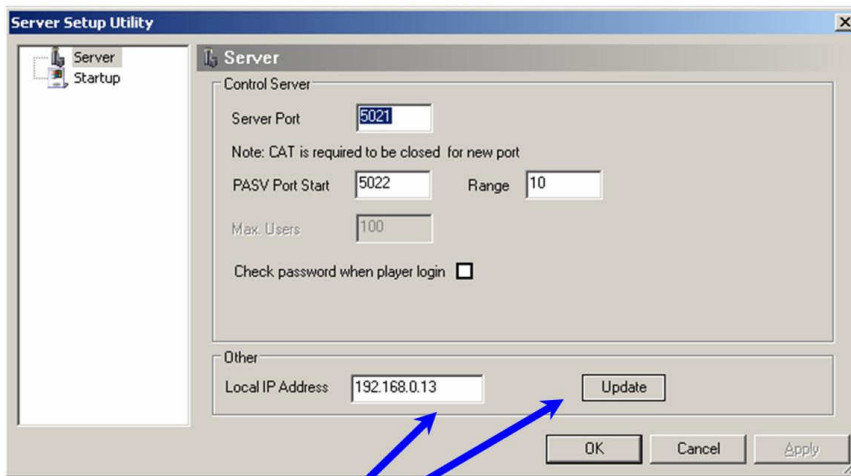 Server Setup Utility
Server
Startup
Server
Control Server
Server Port 5021
Note: CAT is required to be closed for new port
PASV Port Start 5022 Range 10
Max. Users 100
Check password when player login
Other
Local IP Address 192.168.0.13 Update
OK Cancel Apply